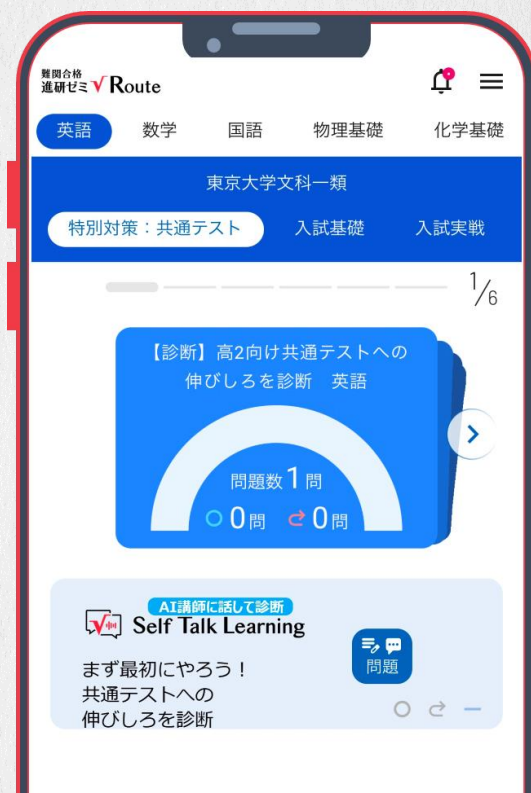 難関合格
進研ゼミ √ Route
英語 数学 国語 物理基礎 化学基礎
東京大学文科一類
特別対策：共通テスト 入試基礎 入試実戦
1/6
【診断】高2向け共通テストへの
伸びしろを診断 英語
問題数1問
0問 0問
AI講師に話して診断
Self Talk Learning
まず最初にやろう！
共通テストへの
伸びしろを診断
問題